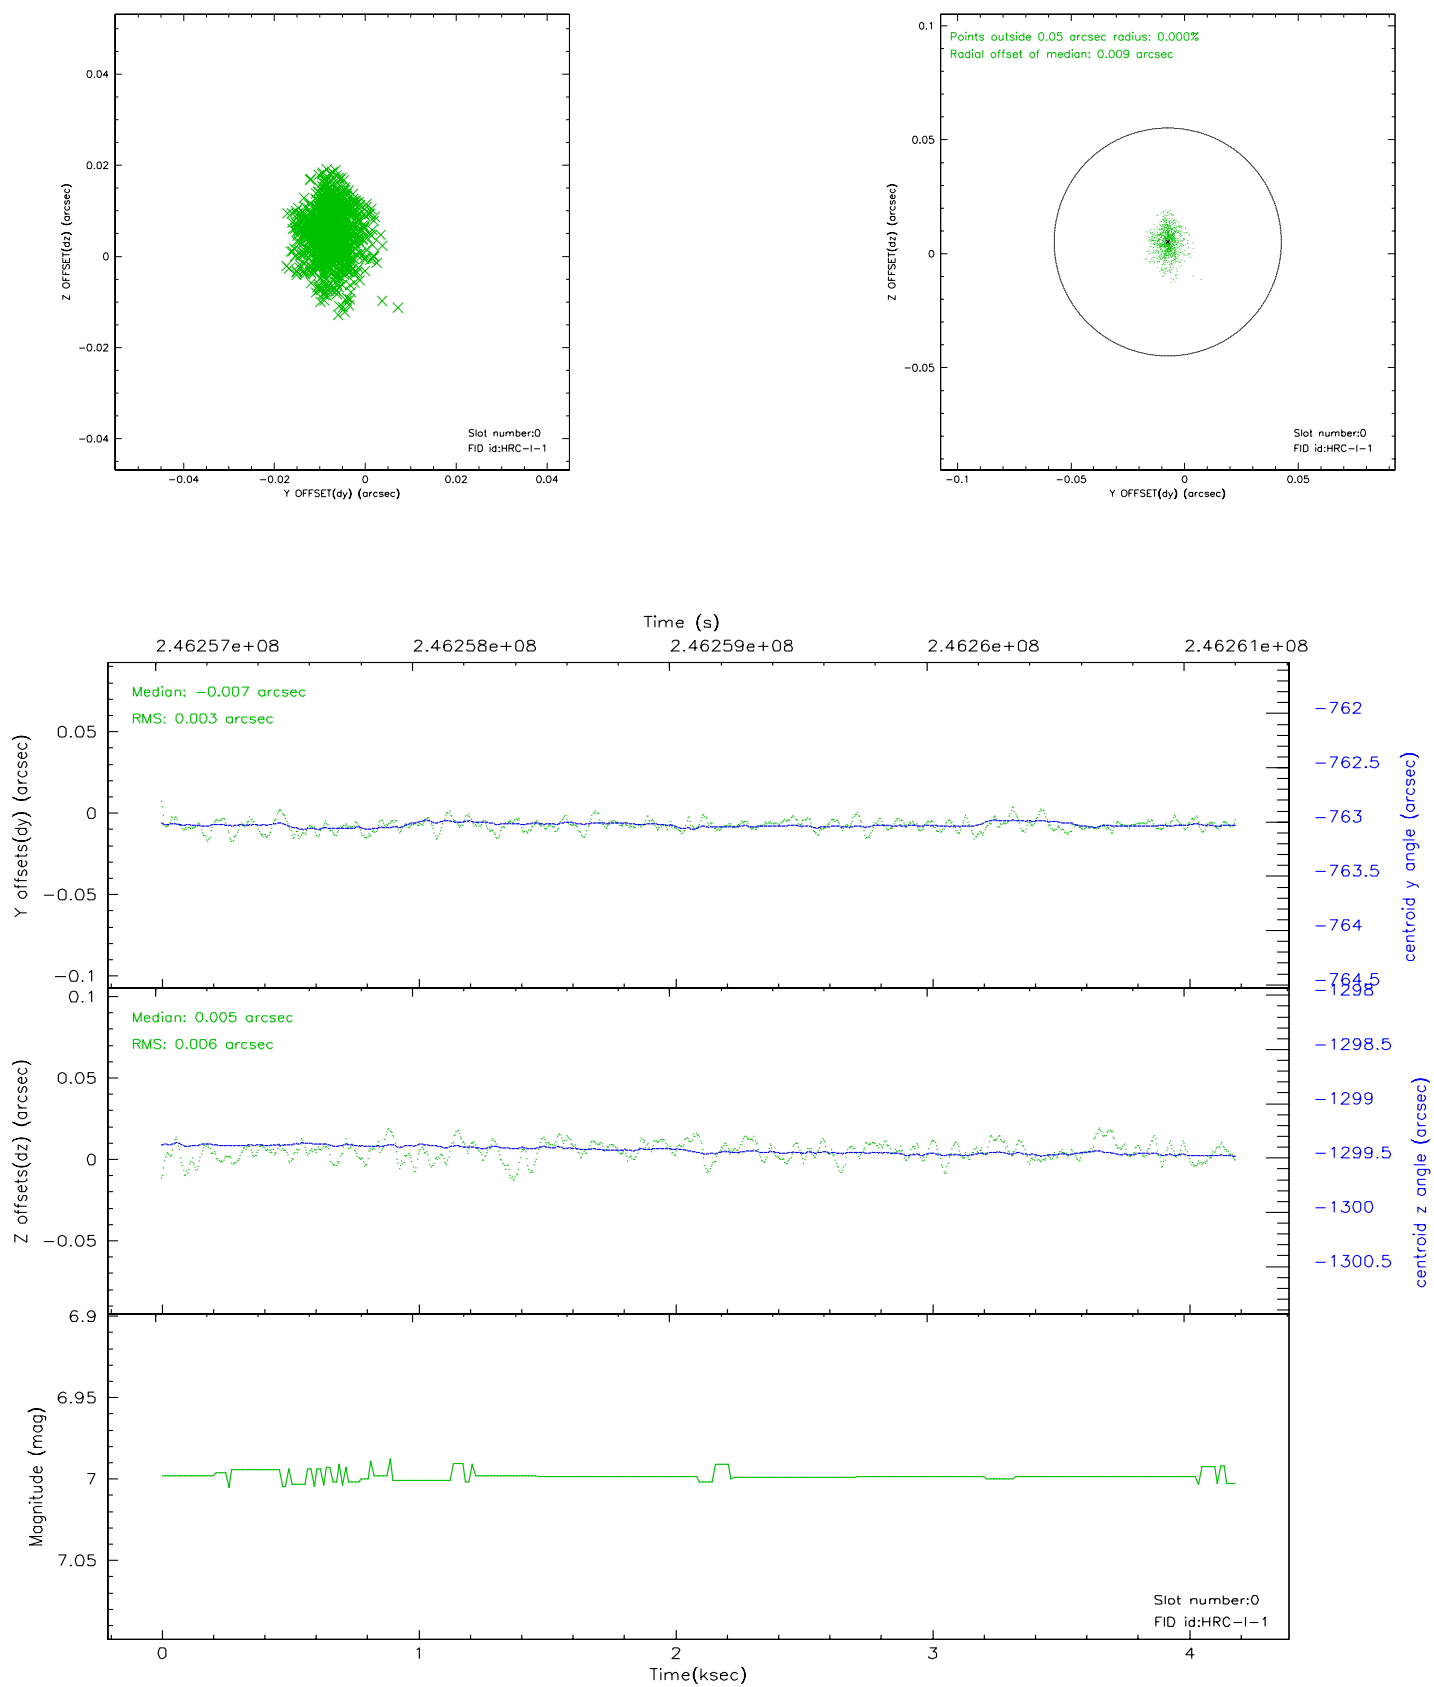 0.04
0.02
0
-0.02
-0.04
Z OFFSET(dz) (arcsec)
Slot number:0
FID id:HRC-I-1
-0.04
-0.02
0
0.02
0.04
Y OFFSET(dy) (arcsec)
Points outside 0.05 arcsec radius: 0.000%
Radial offset of median: 0.009 arcsec
0.1
0.05
0
-0.05
Z OFFSET(dz) (arcsec)
Slot number:0
FID id:HRC-I-1
-0.1
-0.05
0
0.05
Y OFFSET(dy) (arcsec)
Time (s)
2.46257e+08
2.46258e+08
2.46259e+08
2.4626e+08
2.46261e+08
Median: -0.007 arcsec
RMS: 0.003 arcsec
0.05
0
-0.05
-0.1
Y offsets(dy) (arcsec)
-762
-762.5
-763
-763.5
-764
-764.5
centroid y angle (arcsec)
Median: 0.005 arcsec
RMS: 0.006 arcsec
0.1
0.05
0
-0.05
Z offsets(dz) (arcsec)
-1298
-1298.5
-1299
-1299.5
-1300
-1300.5
centroid z angle (arcsec)
6.9
6.95
7
7.05
Magnitude (mag)
Slot number:0
FID id:HRC-I-1
0
1
2
3
4
Time(ksec)